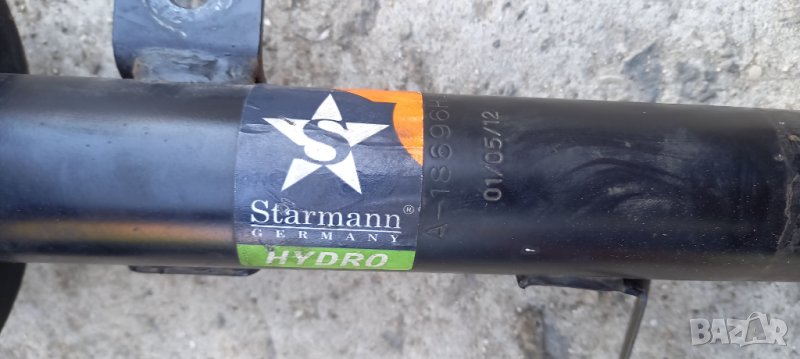 S
Starmann®
GERMANY
HYDRO
A-18696H
01/05/12
BAZAR